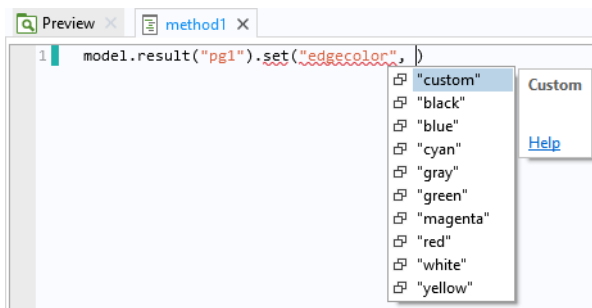 Preview method1
1 model.result("pg1").set("edgecolor", )
"custom"
"black"
"blue"
"cyan"
"gray"
"green"
"magenta"
"red"
"white"
"yellow"
Custom
Help